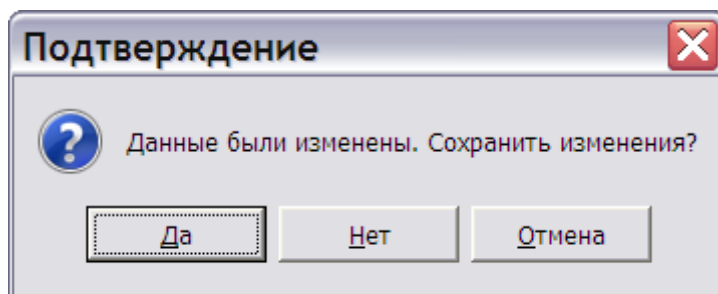 Подтверждение
Данные были изменены. Сохранить изменения?
Да Нет Отмена